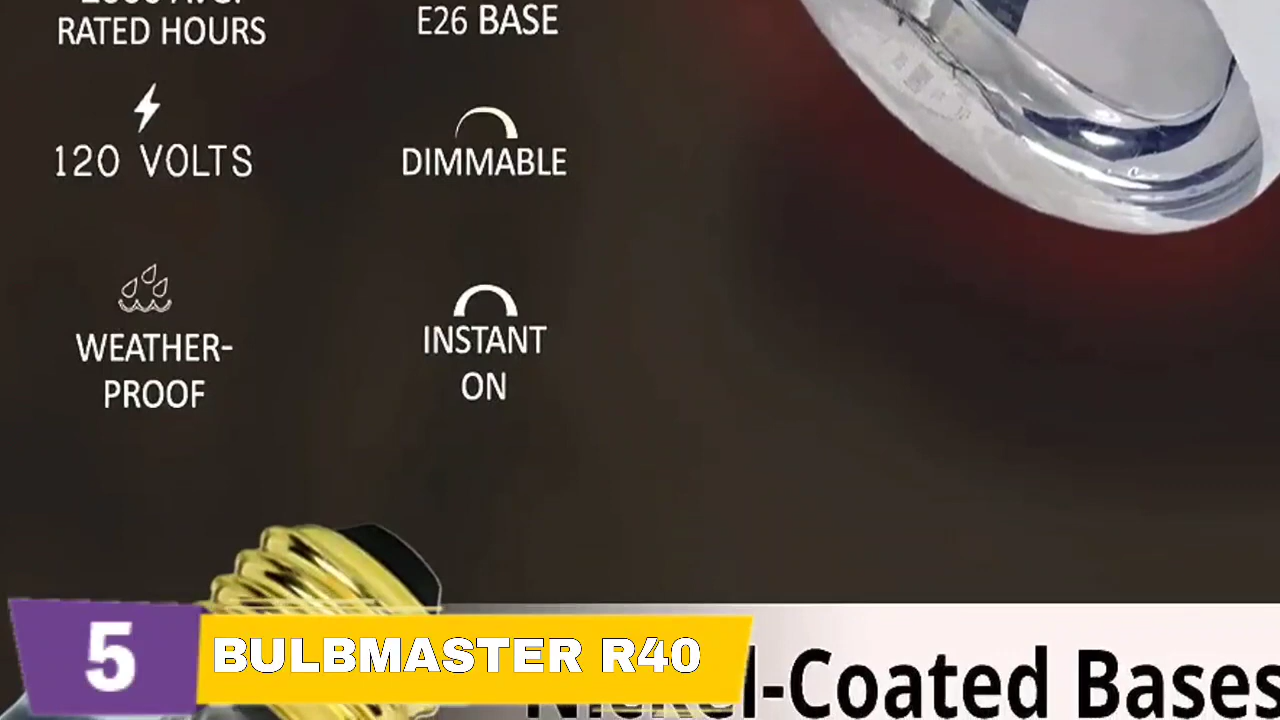 RATED HOURS
E26 BASE
120 VOLTS
DIMMABLE
WEATHER-
PROOF
INSTANT
ON
5
BULBMASTER R40
-Coated Bases